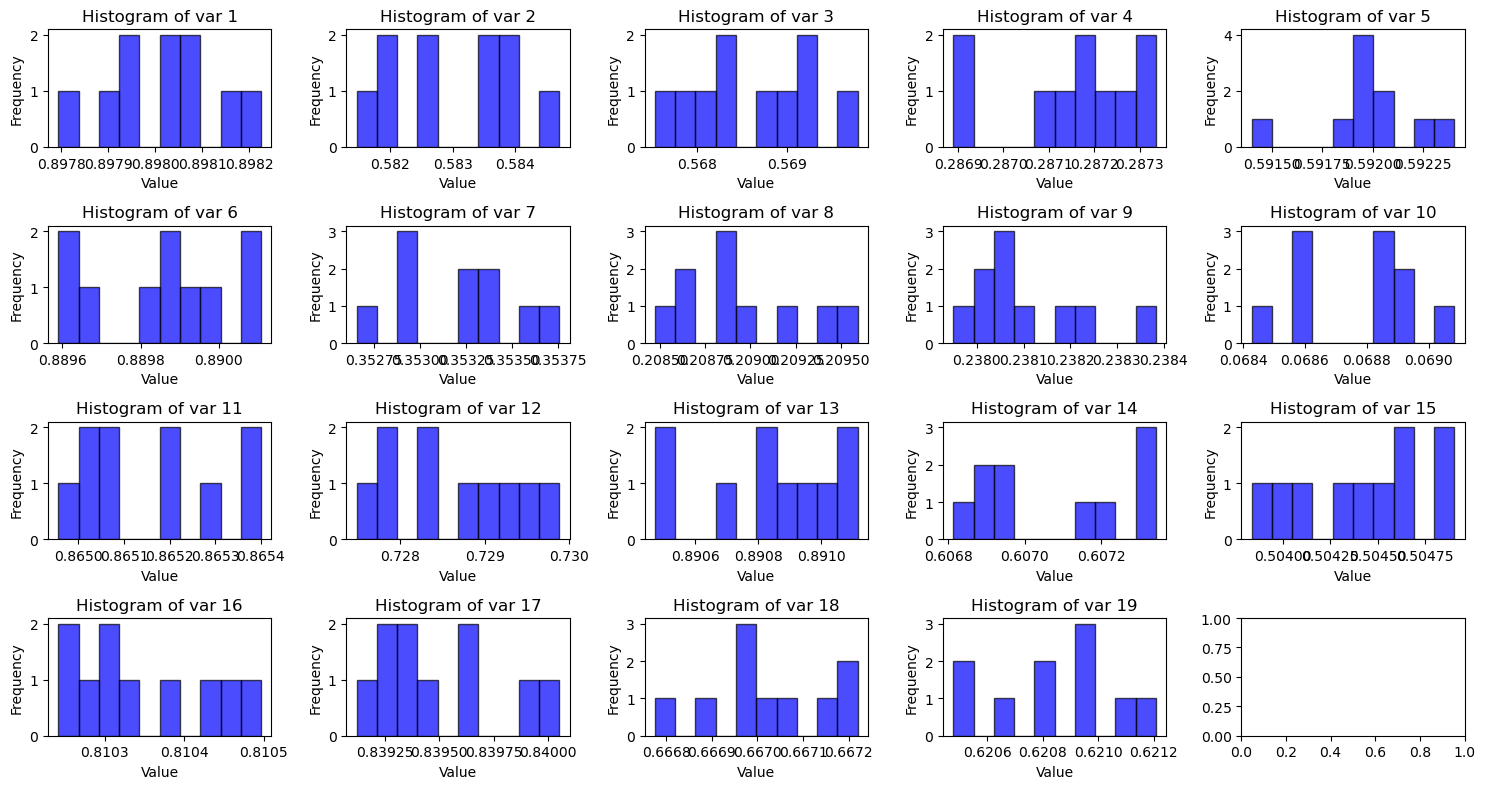 Histogram of var 1
Frequency
2
1
0
0.8978 0.8979 0.8980 0.8981 0.8982
Value
Histogram of var 2
Frequency
2
1
0
0.582 0.583 0.584
Value
Histogram of var 3
Frequency
2
1
0
0.568 0.569
Value
Histogram of var 4
Frequency
2
1
0
0.2869 0.2870 0.2871 0.2872 0.2873
Value
Histogram of var 5
Frequency
4
2
0
0.59150 0.59175 0.59200 0.59225
Value
Histogram of var 6
Frequency
2
1
0
0.8896 0.8898 0.8900
Value
Histogram of var 7
Frequency
3
2
1
0
0.35275 0.35300 0.35325 0.35350 0.35375
Value
Histogram of var 8
Frequency
3
2
1
0
0.20850 0.20875 0.20900 0.20925 0.20950
Value
Histogram of var 9
Frequency
3
2
1
0
0.2380 0.2381 0.2382 0.2383 0.2384
Value
Histogram of var 10
Frequency
3
2
1
0
0.0684 0.0686 0.0688 0.0690
Value
Histogram of var 11
Frequency
2
1
0
0.8650 0.8651 0.8652 0.8653 0.8654
Value
Histogram of var 12
Frequency
2
1
0
0.728 0.729 0.730
Value
Histogram of var 13
Frequency
2
1
0
0.8906 0.8908 0.8910
Value
Histogram of var 14
Frequency
3
2
1
0
0.6068 0.6070 0.6072
Value
Histogram of var 15
Frequency
2
1
0
0.50400 0.50425 0.50450 0.50475
Value
Histogram of var 16
Frequency
2
1
0
0.8103 0.8104 0.8105
Value
Histogram of var 17
Frequency
2
1
0
0.83925 0.83950 0.83975 0.84000
Value
Histogram of var 18
Frequency
3
2
1
0
0.6668 0.6669 0.6670 0.6671 0.6672
Value
Histogram of var 19
Frequency
3
2
1
0
0.6206 0.6208 0.6210 0.6212
Value
1.00
0.75
0.50
0.25
0.00
0.0 0.2 0.4 0.6 0.8 1.0